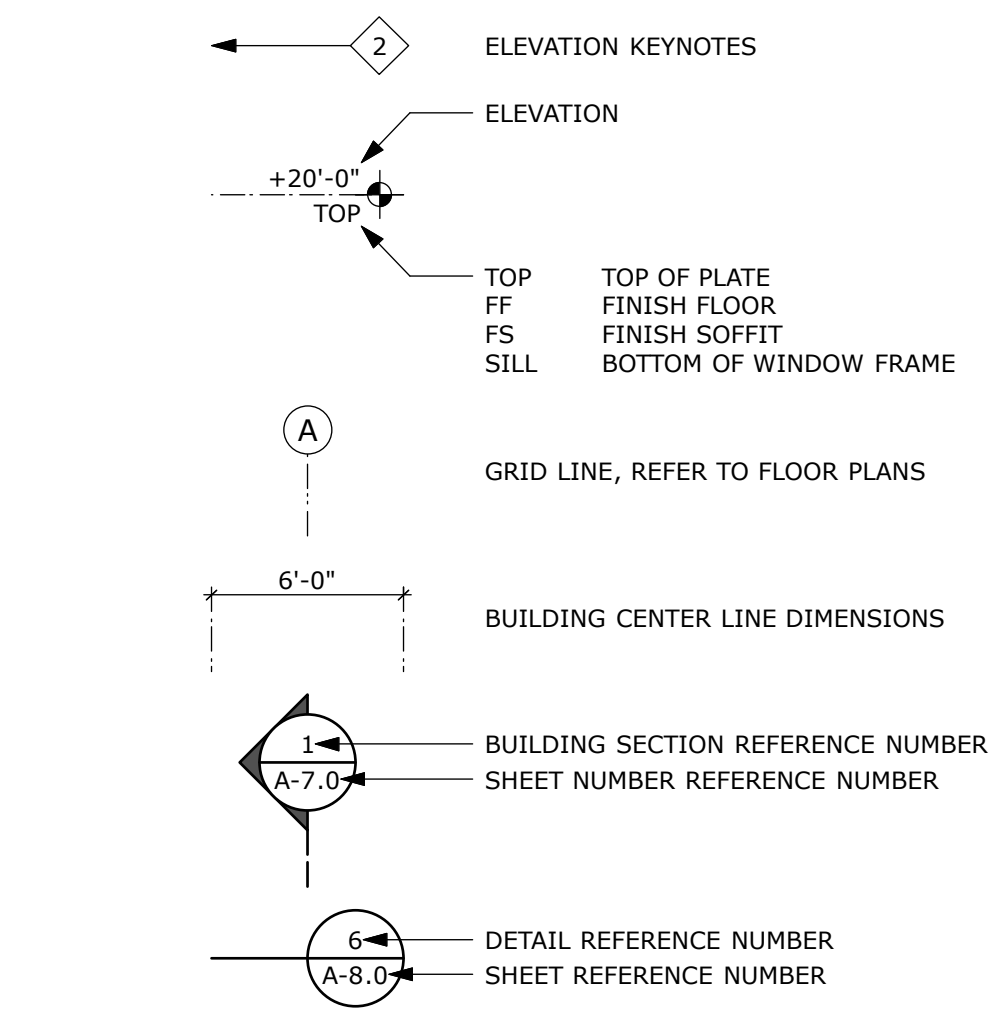 2 ELEVATION KEYNOTES
ELEVATION
+20'-0"
TOP
TOP TOP OF PLATE
FF FINISH FLOOR
FS FINISH SOFFIT
SILL BOTTOM OF WINDOW FRAME
A
GRID LINE, REFER TO FLOOR PLANS
6'-0"
BUILDING CENTER LINE DIMENSIONS
1 BUILDING SECTION REFERENCE NUMBER
A-7.0 SHEET NUMBER REFERENCE NUMBER
6 DETAIL REFERENCE NUMBER
A-8.0 SHEET REFERENCE NUMBER